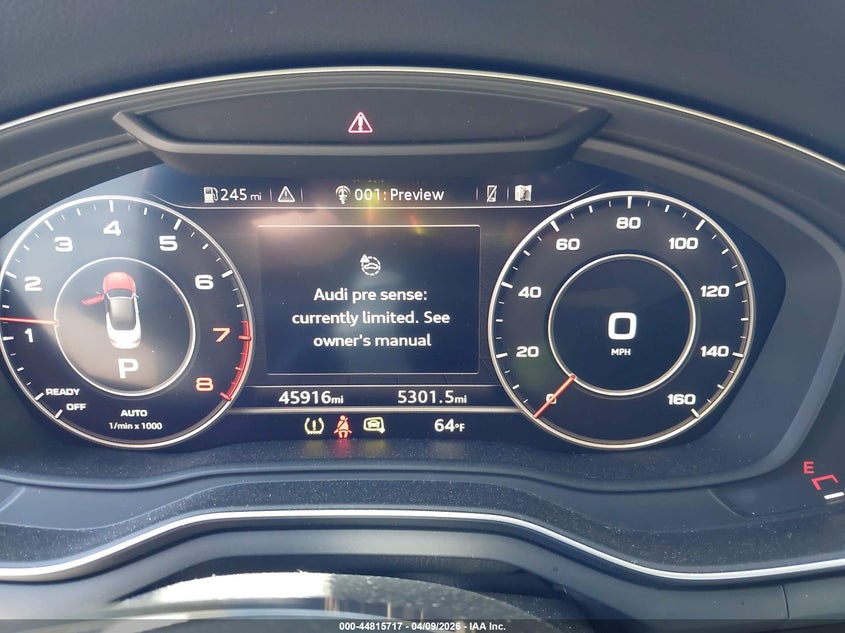 245 mi
001: Preview
Audi pre sense:
currently limited. See
owner's manual
1
2
3
4
5
6
7
8
P
READY
OFF
AUTO
1/min x 1000
0
20
40
60
80
100
120
140
160
0
MPH
45916mi
5301.5mi
64°F
E
000-44815717 - 04/09/2026 - IAA Inc.